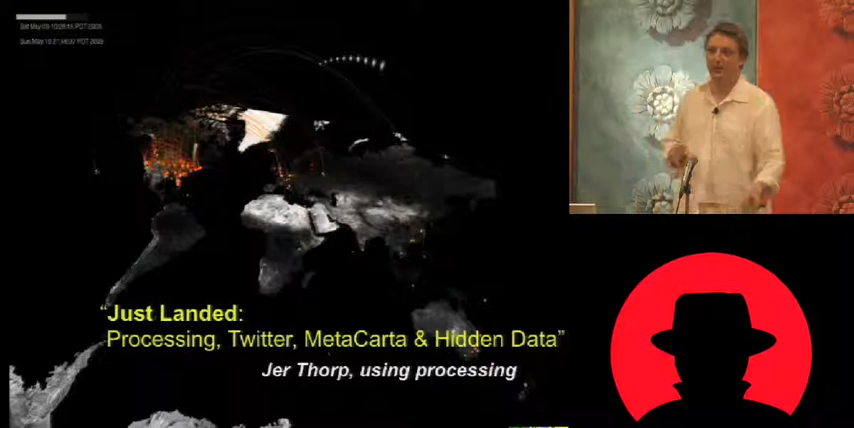 “Just Landed:
Processing, Twitter, MetaCarta & Hidden Data”
Jer Thorp, using processing